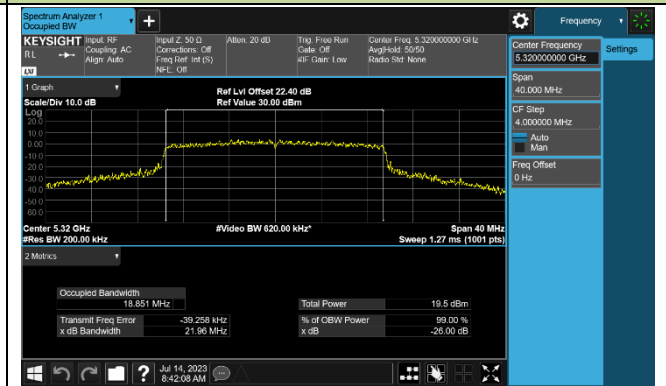 Spectrum Analyzer 1
Occupied BW
Frequency
KEYSIGHT
RL
LXI
Input: RF
Coupling: AC
Align: Auto
Input Z: 50 Ω
Corrections: Off
Freq Ref: Int (S)
NFE: Off
Atten: 20 dB
Trig: Free Run
Gate: Off
#IF Gain: Low
Center Freq: 5.320000000 GHz
Avg|Hold: 50/50
Radio Std: None
Center Frequency
5.320000000 GHz
Settings
Span
40.000 MHz
CF Step
4.000000 MHz
Auto
Man
Freq Offset
0 Hz
1 Graph
Scale/Div 10.0 dB
Ref Lvl Offset 22.40 dB
Ref Value 30.00 dBm
Log
20.0
10.0
0.00
-10.0
-20.0
-30.0
-40.0
-50.0
-60.0
Center 5.32 GHz
#Res BW 200.00 kHz
#Video BW 620.00 kHz*
Span 40 MHz
Sweep 1.27 ms (1001 pts)
2 Metrics
Occupied Bandwidth
18.851 MHz
Total Power 19.5 dBm
Transmit Freq Error -39.258 kHz
% of OBW Power 99.00 %
x dB Bandwidth 21.96 MHz
x dB -26.00 dB
?
Jul 14, 2023
8:42:08 AM